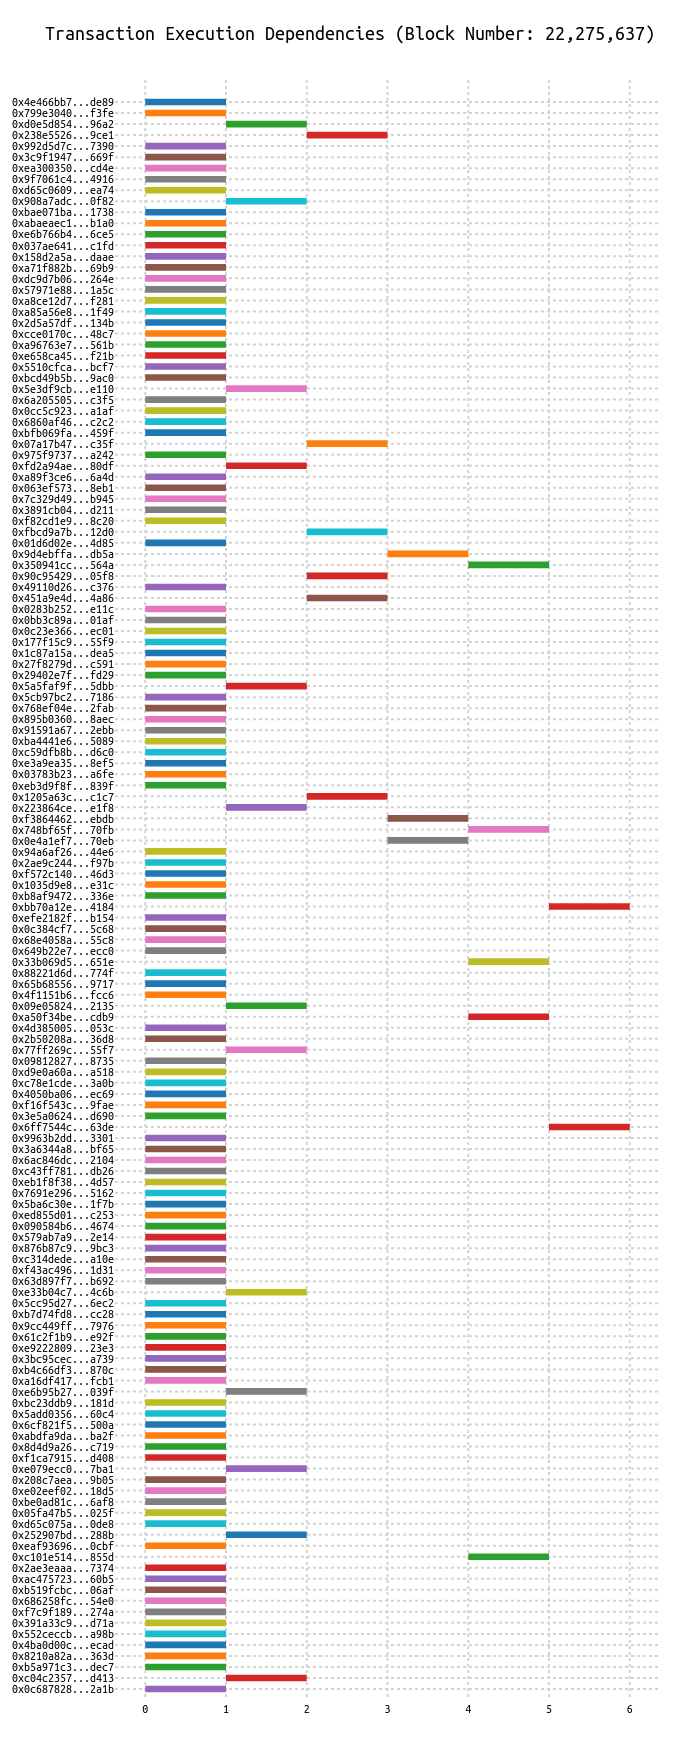 Transaction Execution Dependencies (Block Number: 22,275,637)
0x4e466bb7...de89
0x799e3040...f3fe
0xd0e5d854...96a2
0x238e5526...9ce1
0x992d5d7c...7390
0x3c9f1947...669f
0xea300350...cd4e
0x9f7061c4...4916
0xd65c0609...ea74
0x908a7adc...0f82
0xbae071ba...1738
0xabaeaec1...b1a0
0xe6b766b4...6ce5
0x037ae641...c1fd
0x158d2a5a...daae
0xa71f882b...69b9
0xdc9d7b06...264e
0x57971e88...1a5c
0xa8ce12d7...f281
0xa85a56e8...1f49
0x2d5a57df...134b
0xcce0170c...48c7
0xa96763e7...561b
0xe658ca45...f21b
0x5510cfca...bcf7
0xbcd49b5b...9ac0
0x5e3df9cb...e110
0x6a205505...c3f5
0x0cc5c923...a1af
0x6860af46...c2c2
0xbfb069fa...459f
0x07a17b47...c35f
0x975f9737...a242
0xfd2a94ae...80df
0xa89f3ce6...6a4d
0x063ef573...8eb1
0x7c329d49...b945
0x3891cb04...d211
0xf82cd1e9...8c20
0xfbcd9a7b...12d0
0x01d6d02e...4d85
0x9d4ebffa...db5a
0x350941cc...564a
0x90c95429...05f8
0x49110d26...c376
0x451a9e4d...4a86
0x0283b252...e11c
0x0bb3c89a...01af
0x0c23e366...ec01
0x177f15c9...55f9
0x1c87a15a...dea5
0x27f8279d...c591
0x29402e7f...fd29
0x5a5faf9f...5dbb
0x5cb97bc2...7186
0x768ef04e...2fab
0x895b0360...8aec
0x91591a67...2ebb
0xba4441e6...5089
0xc59dfb8b...d6c0
0xe3a9ea35...8ef5
0x03783b23...a6fe
0xeb3d9f8f...839f
0x1205a63c...c1c7
0x223864ce...e1f8
0xf3864462...ebdb
0x748bf65f...70fb
0x0e4a1ef7...70eb
0x94a6af26...44e6
0x2ae9c244...f97b
0xf572c140...46d3
0x1035d9e8...e31c
0xb8af9472...336e
0xbb70a12e...4184
0xefe2182f...b154
0x0c384cf7...5c68
0x68e4058a...55c8
0x649b22e7...ecc0
0x33b069d5...651e
0x88221d6d...774f
0x65b68556...9717
0x4f1151b6...fcc6
0x09e05824...2135
0xa50f34be...cdb9
0x4d385005...053c
0x2b50208a...36d8
0x77ff269c...55f7
0x09812827...8735
0xd9e0a60a...a518
0xc78e1cde...3a0b
0x4050ba06...ec69
0xf16f543c...9fae
0x3e5a0624...d690
0x6ff7544c...63de
0x9963b2dd...3301
0x3a6344a8...bf65
0x6ac846dc...2104
0xc43ff781...db26
0xeb1f8f38...4d57
0x7691e296...5162
0x5ba6c30e...1f7b
0xed855d01...c253
0x090584b6...4674
0x579ab7a9...2e14
0x876b87c9...9bc3
0xc314dede...a10e
0xf43ac496...1d31
0x63d897f7...b692
0xe33b04c7...4c6b
0x5cc95d27...6ec2
0xb7d74fd8...cc28
0x9cc449ff...7976
0x61c2f1b9...e92f
0xe9222809...23e3
0x3bc95cec...a739
0xb4c66df3...870c
0xa16df417...fcb1
0xe6b95b27...039f
0xbc23ddb9...181d
0x5add0356...60c4
0x6cf821f5...500a
0xabdfa9da...ba2f
0x8d4d9a26...c719
0xf1ca7915...d408
0xe079ecc0...7ba1
0x208c7aea...9b05
0xe02eef02...18d5
0xbe0ad81c...6af8
0x05fa47b5...025f
0xd65c075a...0de8
0x252907bd...288b
0xeaf93696...0cbf
0xc101e514...855d
0x2ae3eaaa...7374
0xac475723...60b5
0xb519fcbc...06af
0x686258fc...54e0
0xf7c9f189...274a
0x391a33c9...d71a
0x552ceccb...a98b
0x4ba0d00c...ecad
0x8210a82a...363d
0xb5a971c3...dec7
0xc04c2357...d413
0x0c687828...2a1b
0 1 2 3 4 5 6